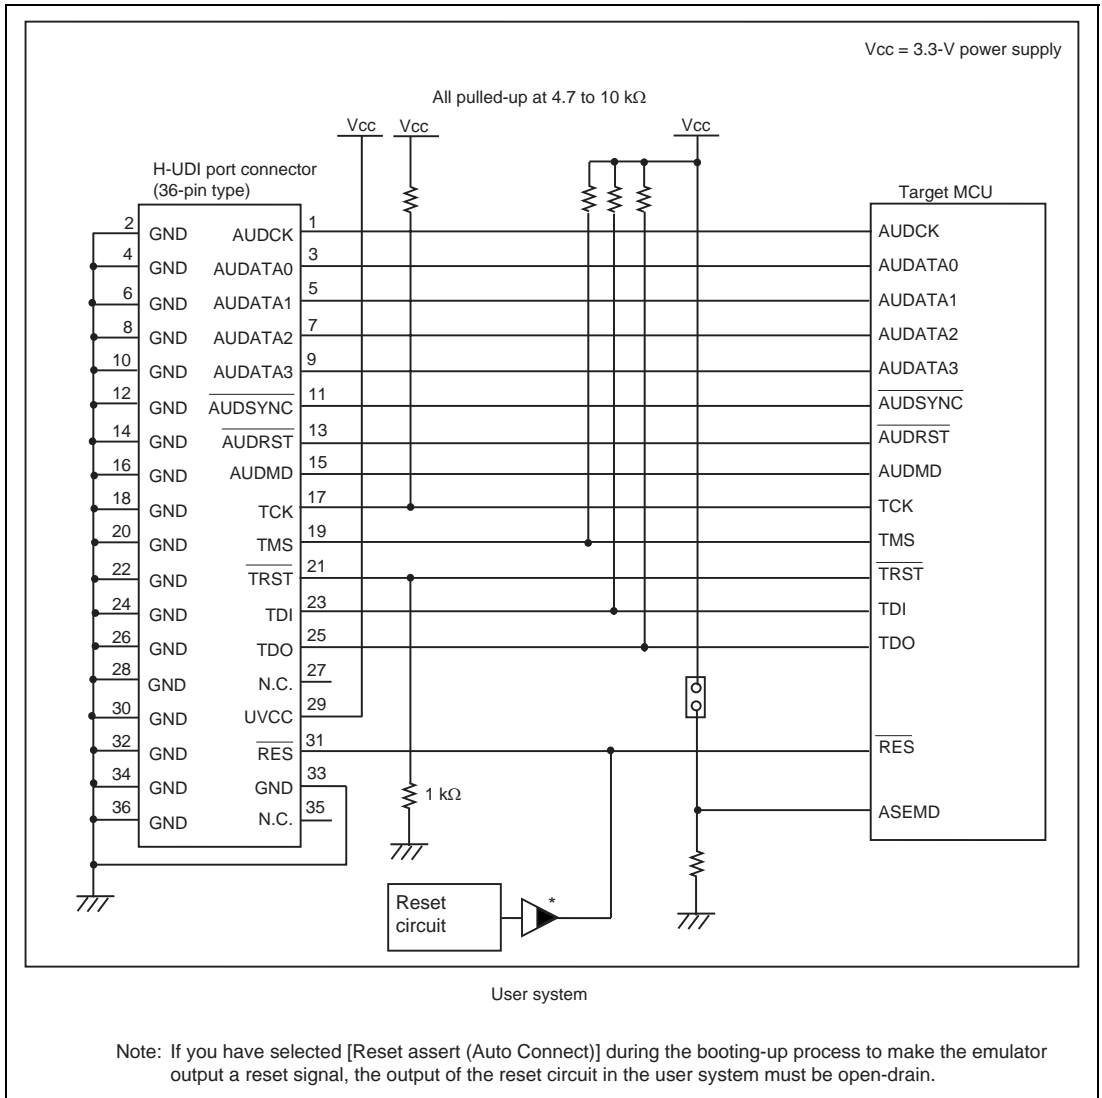 Vcc = 3.3-V power supply
All pulled-up at 4.7 to 10 kΩ
Vcc Vcc Vcc
H-UDI port connector
(36-pin type)
Target MCU
2 GND AUDCK 1 AUDCK
4 GND AUDATA0 3 AUDATA0
6 GND AUDATA1 5 AUDATA1
8 GND AUDATA2 7 AUDATA2
10 GND AUDATA3 9 AUDATA3
12 GND AUDSYNC 11 AUDSYNC
14 GND AUDRST 13 AUDRST
16 GND AUDMD 15 AUDMD
18 GND TCK 17 TCK
20 GND TMS 19 TMS
22 GND TRST 21 TRST
24 GND TDI 23 TDI
26 GND TDO 25 TDO
28 GND N.C. 27
30 GND UVCC 29
32 GND RES 31 RES
34 GND GND 33
1 kΩ
36 GND N.C. 35 ASEMD
Reset
circuit
*
User system
Note: If you have selected [Reset assert (Auto Connect)] during the booting-up process to make the emulator
output a reset signal, the output of the reset circuit in the user system must be open-drain.